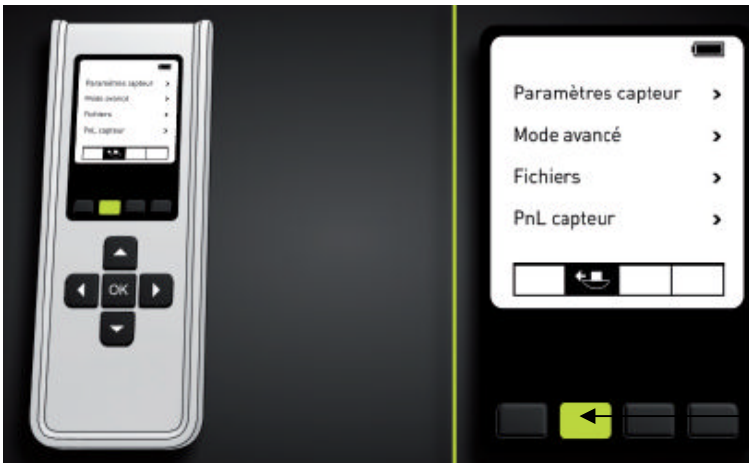 Paramètres capteur
Mode avancé
Fichiers
PnL capteur
OK
Paramètres capteur
Mode avancé
Fichiers
PnL capteur